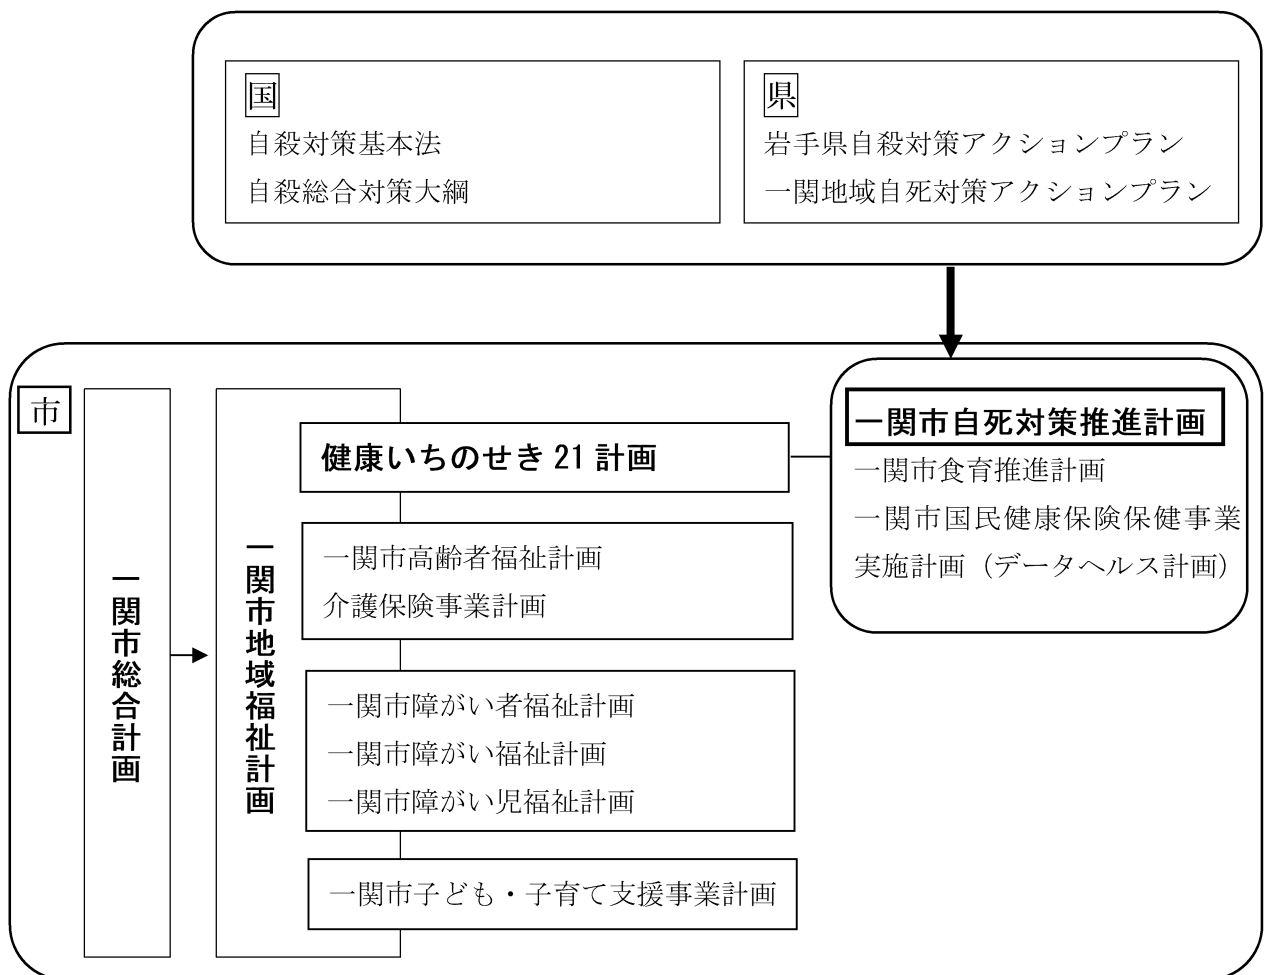 国
自殺対策基本法
自殺総合対策大綱
県
岩手県自殺対策アクションプラン
一関地域自死対策アクションプラン
市
一関市総合計画
一関市地域福祉計画
健康いちのせき 21 計画
一関市高齢者福祉計画
介護保険事業計画
一関市障がい者福祉計画
一関市障がい福祉計画
一関市障がい児福祉計画
一関市子ども・子育て支援事業計画
一関市自死対策推進計画
一関市食育推進計画
一関市国民健康保険保健事業
実施計画（データヘルス計画）